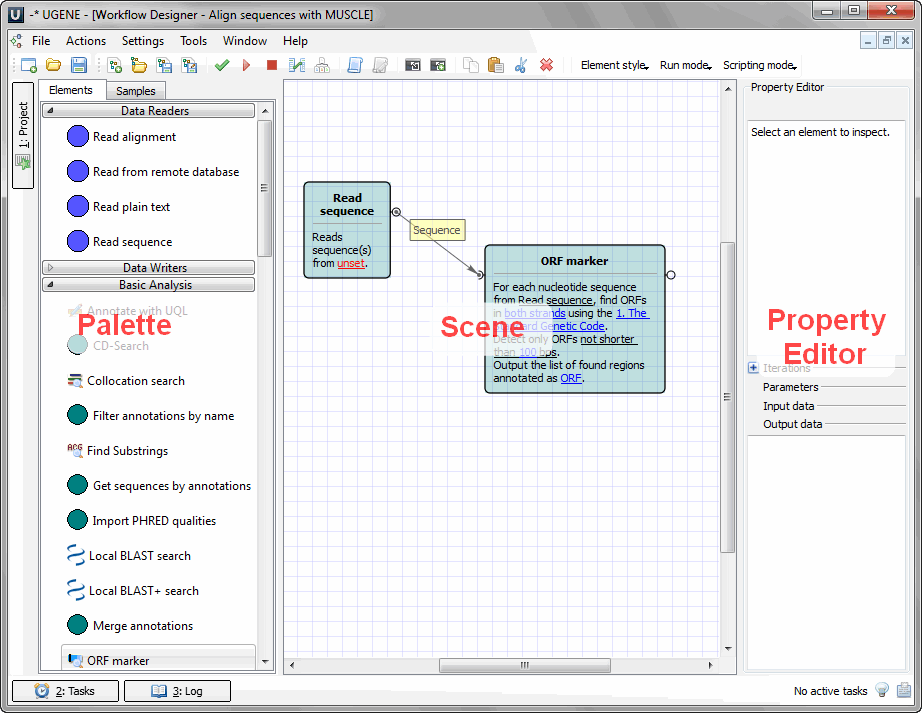 -* UGENE - [Workflow Designer - Align sequences with MUSCLE]
File Actions Settings Tools Window Help
Element style Run mode Scripting mode
1: Project
Elements Samples
Data Readers
Read alignment
Read from remote database
Read plain text
Read sequence
Data Writers
Basic Analysis
Annotate with UQL
Palette
CD-Search
Collocation search
Filter annotations by name
ACG Find Substrings
Get sequences by annotations
Import PHRED qualities
Local BLAST search
Local BLAST+ search
Merge annotations
ORF marker
Read
sequence
Reads
sequence(s)
from unset.
Sequence
ORF marker
For each nucleotide sequence
from Read sequence, find ORFs
in both strands using the 1. The
Standard Genetic Code.
Detect only ORFs not shorter
than 100 bps.
Output the list of found regions
annotated as ORF.
Scene
Property Editor
Select an element to inspect.
Property
Editor
Iterations
Parameters
Input data
Output data
2: Tasks 3: Log
No active tasks